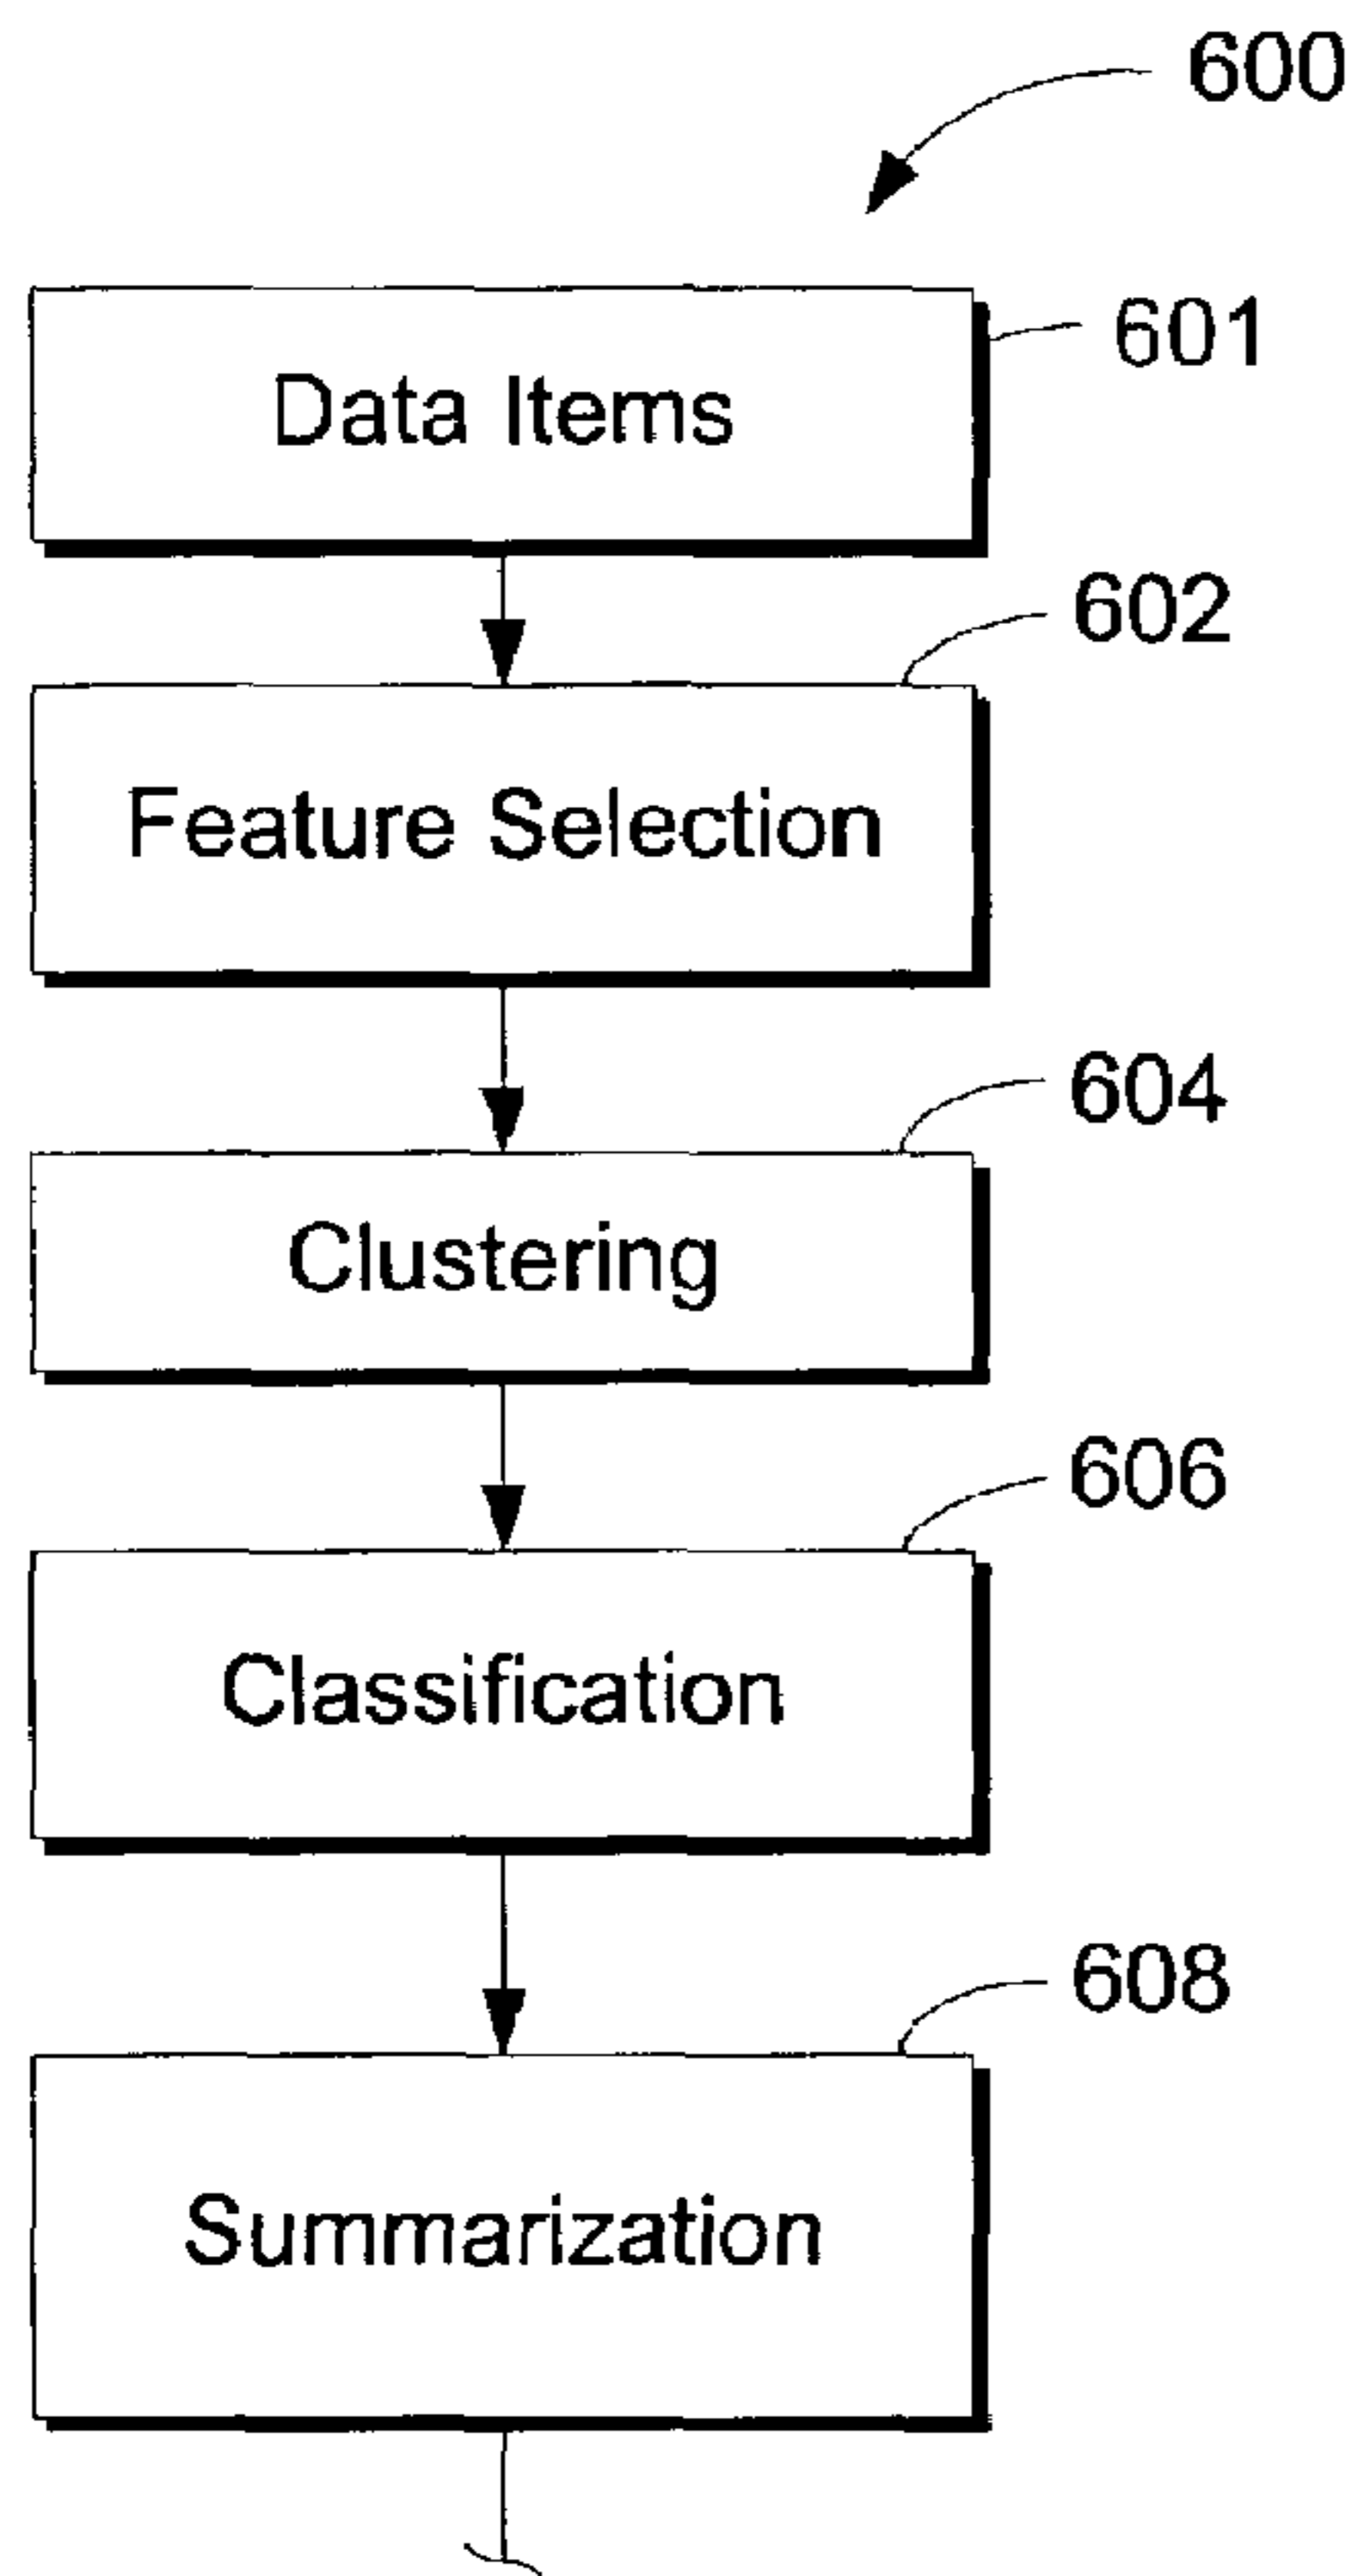 600
601
Data Items
602
Feature Selection
604
Clustering
606
Classification
608
Summarization